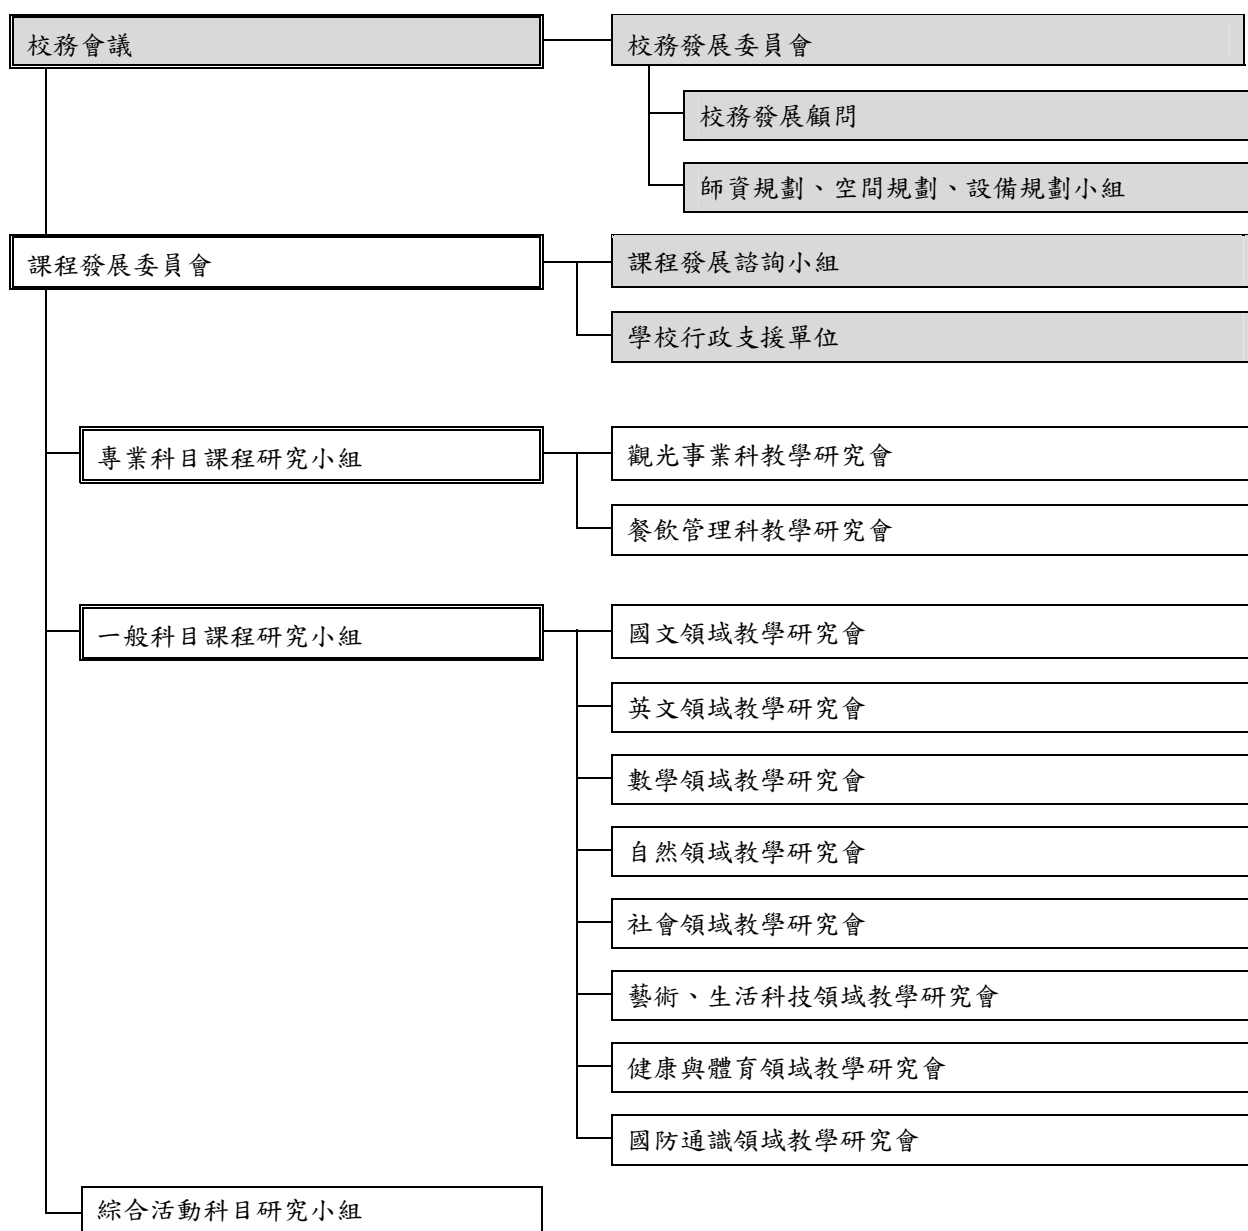 校務會議
校務發展委員會
校務發展顧問
師資規劃、空間規劃、設備規劃小組
課程發展委員會
課程發展諮詢小組
學校行政支援單位
專業科目課程研究小組
觀光事業科教學研究會
餐飲管理科教學研究會
一般科目課程研究小組
國文領域教學研究會
英文領域教學研究會
數學領域教學研究會
自然領域教學研究會
社會領域教學研究會
藝術、生活科技領域教學研究會
健康與體育領域教學研究會
國防通識領域教學研究會
綜合活動科目研究小組